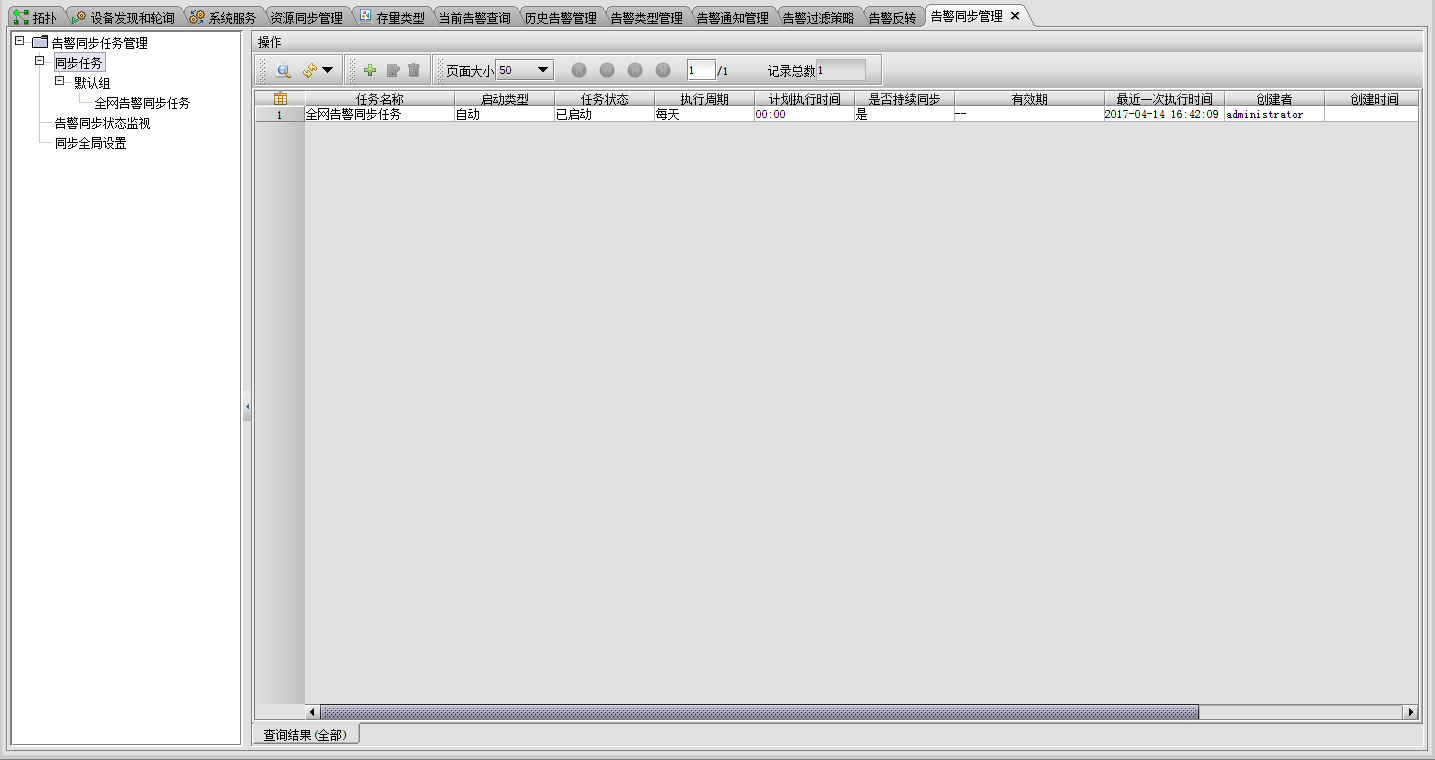 拓扑 设备发现和轮询 系统服务 资源同步管理 存量类型 当前告警查询 历史告警管理 告警类型管理 告警通知管理 告警过滤策略 告警反转 告警同步管理
告警同步任务管理
同步任务
默认组
全网告警同步任务
告警同步状态监视
同步全局设置
操作
页面大小 50 1 /1 记录总数 1
任务名称 启动类型 任务状态 执行周期 计划执行时间 是否持续同步 有效期 最近一次执行时间 创建者 创建时间
1 全网告警同步任务 自动 已启动 每天 00:00 是 -- 2017-04-14 16:42:09 administrator
查询结果(全部)